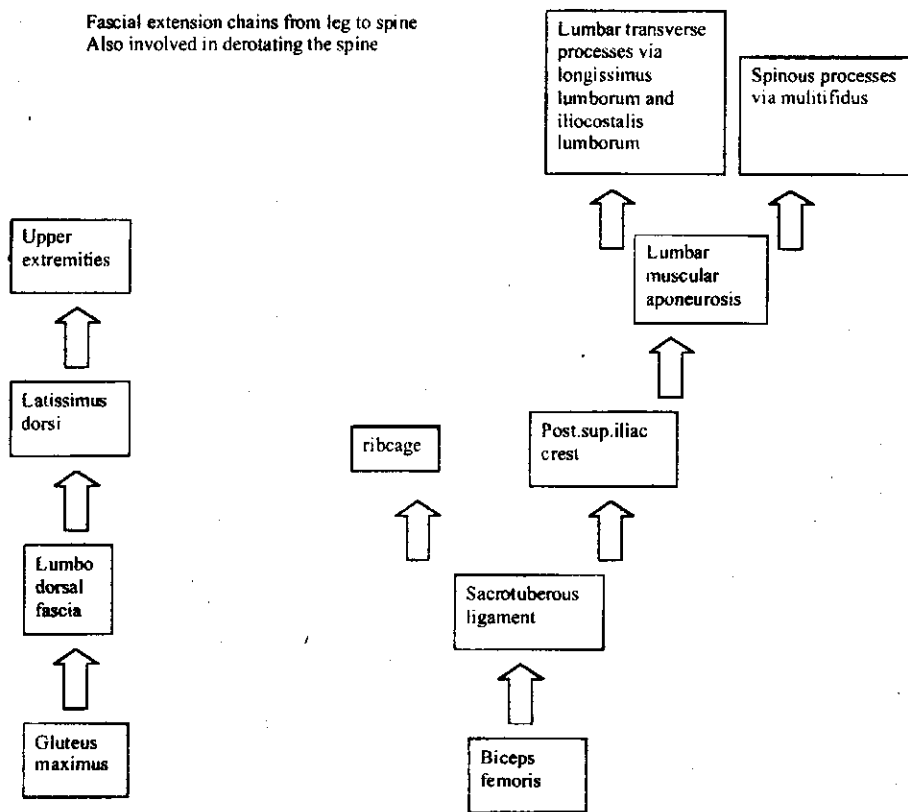 Fascial extension chains from leg to spine
Also involved in derotating the spine
Lumbar transverse
processes via
longissimus
lumborum and
iliocostalis
lumborum
Spinous processes
via mulitifidus
Upper
extremities
Lumbar
muscular
aponeurosis
Latissimus
dorsi
ribcage
Post.sup.iliac
crest
Lumbo
dorsal
fascia
Sacrotuberous
ligament
Gluteus
maximus
Biceps
femoris